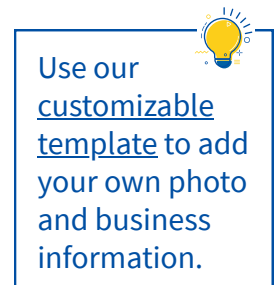 Use our
customizable
template to add
your own photo
and business
information.